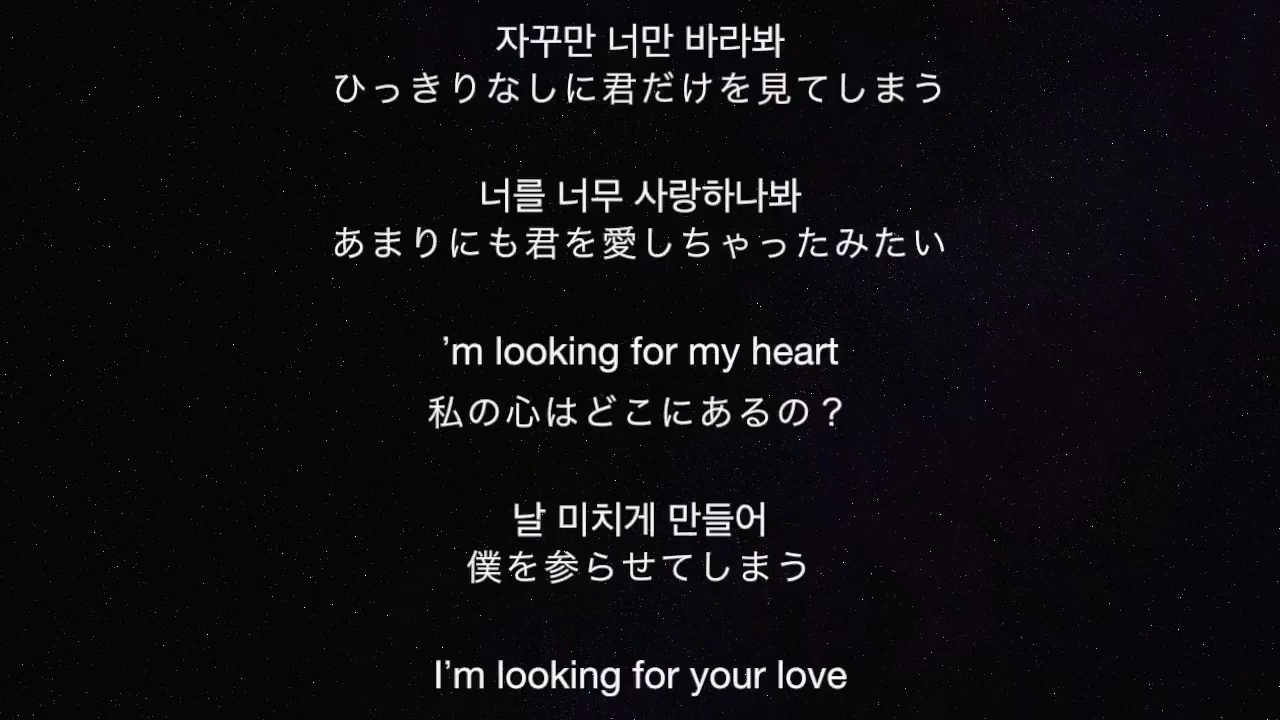 자꾸만 너만 바라봐
ひっきりなしに君だけを見てしまう
너를 너무 사랑하나봐
あまりにも君を愛しちゃったみたい
’m looking for my heart
私の心はどこにあるの？
날 미치게 만들어
僕を参らせてしまう
I’m looking for your love